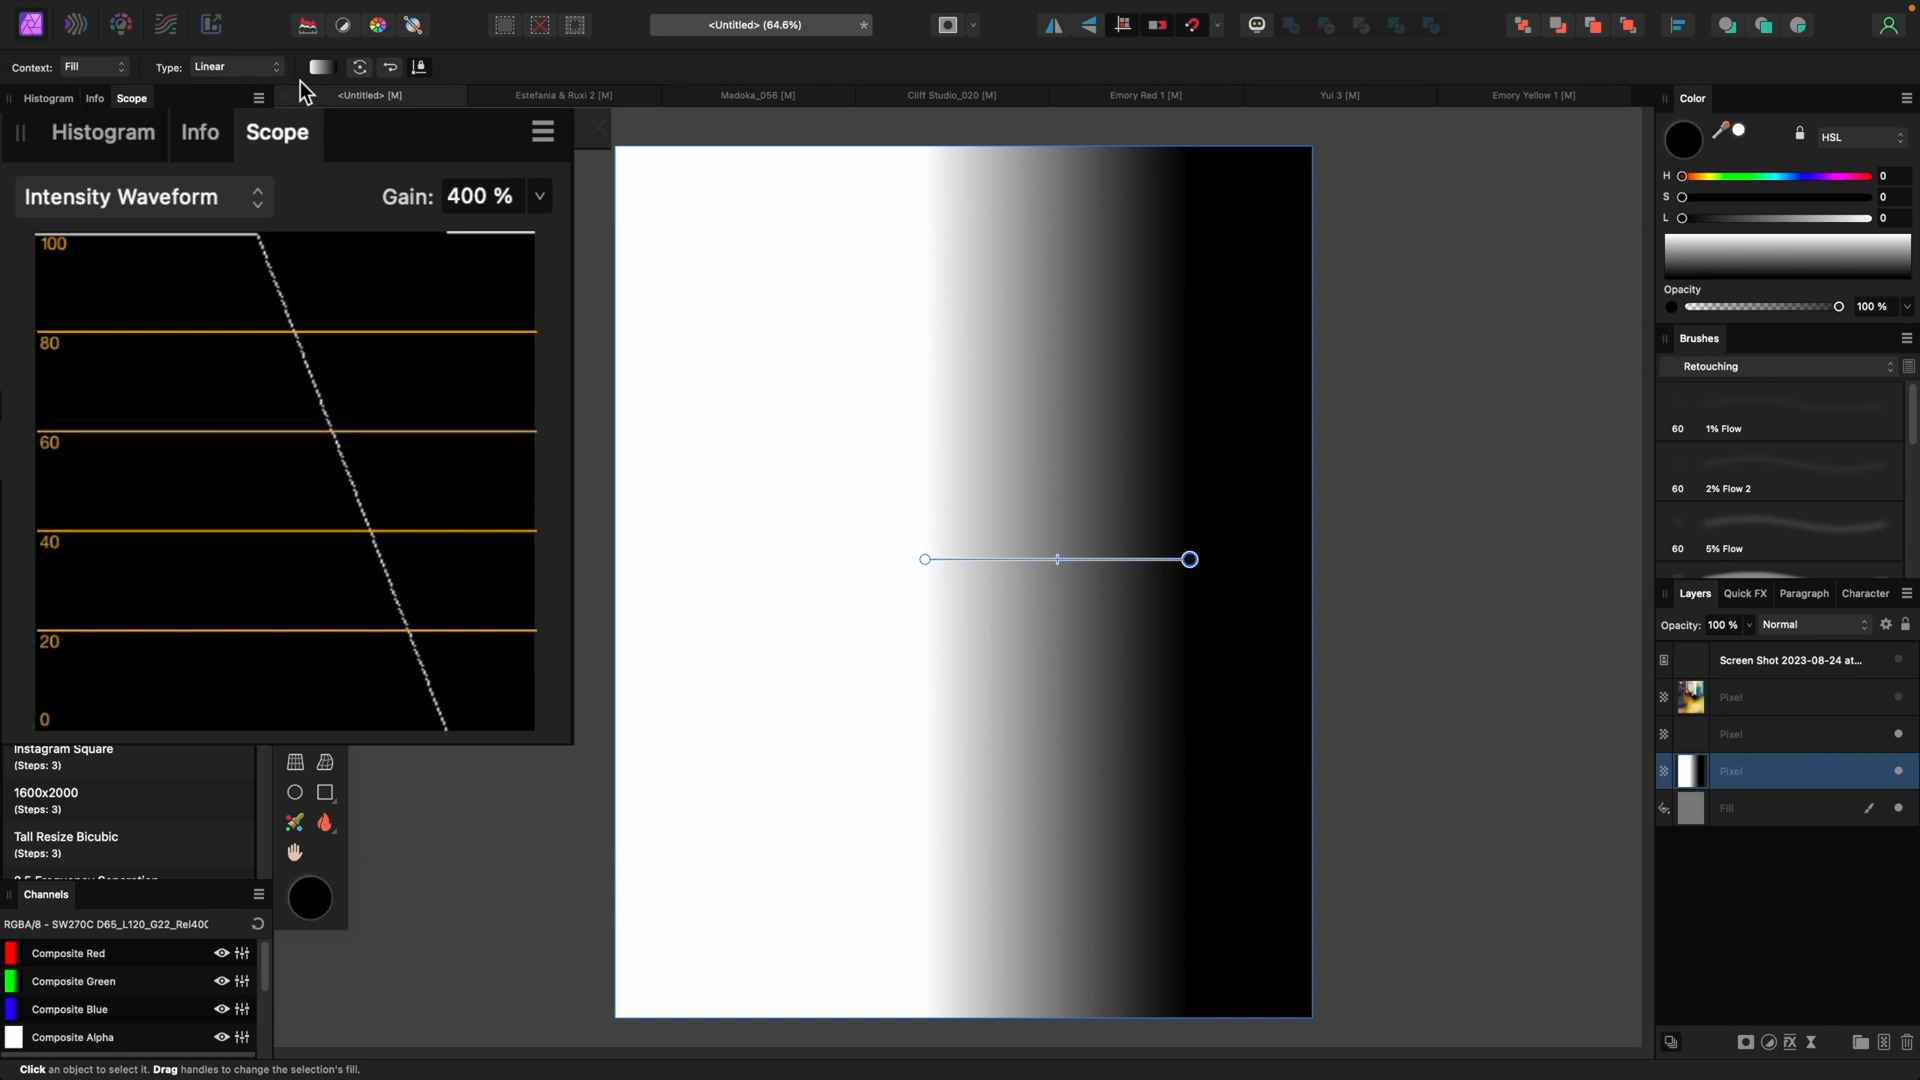 <Untitled> (64.6%)
*
Context: Fill Type: Linear
Histogram Info Scope
<Untitled> [M] Estefania & Ruxi 2 [M] Madoka_056 [M] Cliff Studio_020 [M] Emory Red 1 [M] Yui 3 [M] Emory Yellow 1 [M]
Histogram Info Scope
Intensity Waveform Gain: 400 %
100
80
60
40
20
0
Instagram Square
(Steps: 3)
1600x2000
(Steps: 3)
Tall Resize Bicubic
(Steps: 3)
Channels
RGBA/8 - SW270C D65_L120_G22_Rel400
Composite Red
Composite Green
Composite Blue
Composite Alpha
Click an object to select it. Drag handles to change the selection's fill.
Color
HSL
H 0
S 0
L 0
Opacity
100 %
Brushes
Retouching
60 1% Flow
60 2% Flow 2
60 5% Flow
Layers Quick FX Paragraph Character
Opacity: 100 % Normal
Screen Shot 2023-08-24 at...
Pixel
Pixel
Pixel
Fill